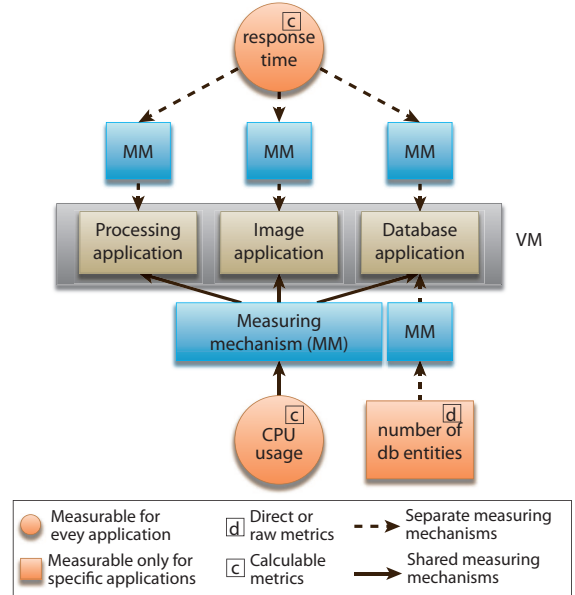 c
response
time
MM
MM
MM
Processing
application
Image
application
Database
application
VM
Measuring
mechanism (MM)
MM
c
CPU
usage
d
number of
db entities
Measurable for
evey application
Measurable only for
specific applications
d
Direct or
raw metrics
c
Calculable
metrics
Separate measuring
mechanisms
Shared measuring
mechanisms